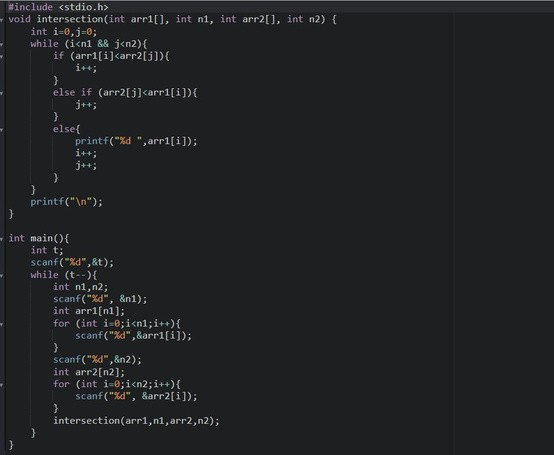 #include <stdio.h>
void intersection(int arr1[], int n1, int arr2[], int n2) {
    int i=0,j=0;
    while (i<n1 && j<n2){
        if (arr1[i]<arr2[j]){
            i++;
        }
        else if (arr2[j]<arr1[i]){
            j++;
        }
        else{
            printf("%d ",arr1[i]);
            i++;
            j++;
        }
    }
    printf("\n");
}

int main(){
    int t;
    scanf("%d",&t);
    while (t--){
        int n1,n2;
        scanf("%d", &n1);
        int arr1[n1];
        for (int i=0;i<n1;i++){
            scanf("%d",&arr1[i]);
        }
        scanf("%d",&n2);
        int arr2[n2];
        for (int i=0;i<n2;i++){
            scanf("%d", &arr2[i]);
        }
        intersection(arr1,n1,arr2,n2);
    }
}